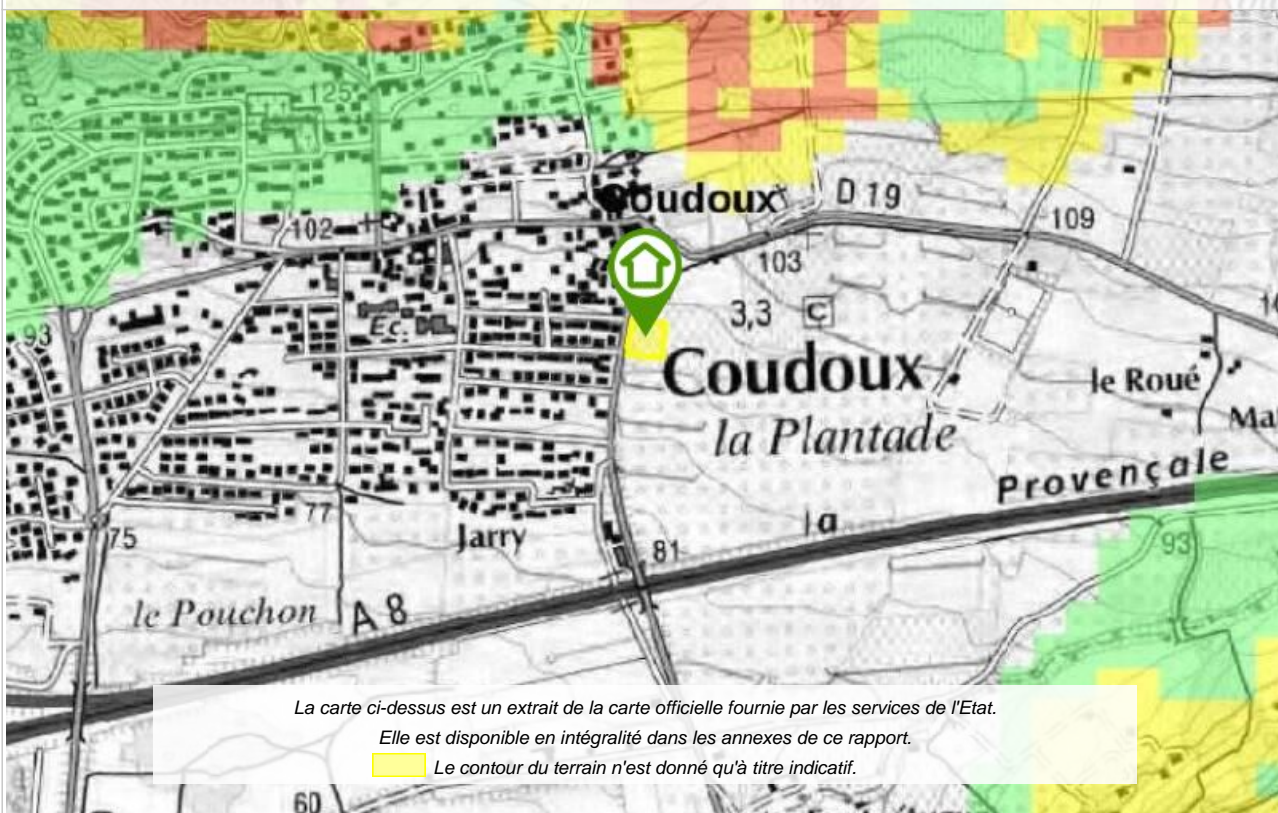 125
Coudoux
D 19
102
109
103
3,3
C
93
Ec.
Coudoux
le Roué
Ma
la Plantade
Provençale
77
la
Jarry
75
81
93
le Pouchon
A 8
La carte ci-dessus est un extrait de la carte officielle fournie par les services de l'Etat.
Elle est disponible en intégralité dans les annexes de ce rapport.
Le contour du terrain n'est donné qu'à titre indicatif.
60